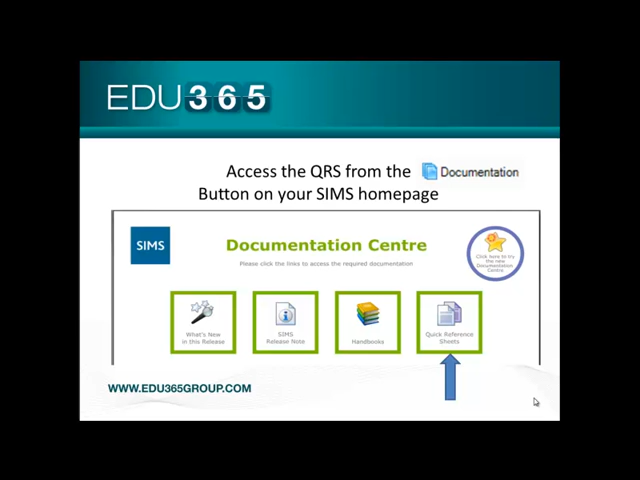 EDU365
Access the QRS from the Documentation
Button on your SIMS homepage
SIMS
Documentation Centre
Please click the links to access the required documentation
Click here to try
the new
Documentation
Centre
What's New
in this Release
SIMS
Release Note
Handbooks
Quick Reference
Sheets
WWW.EDU365GROUP.COM